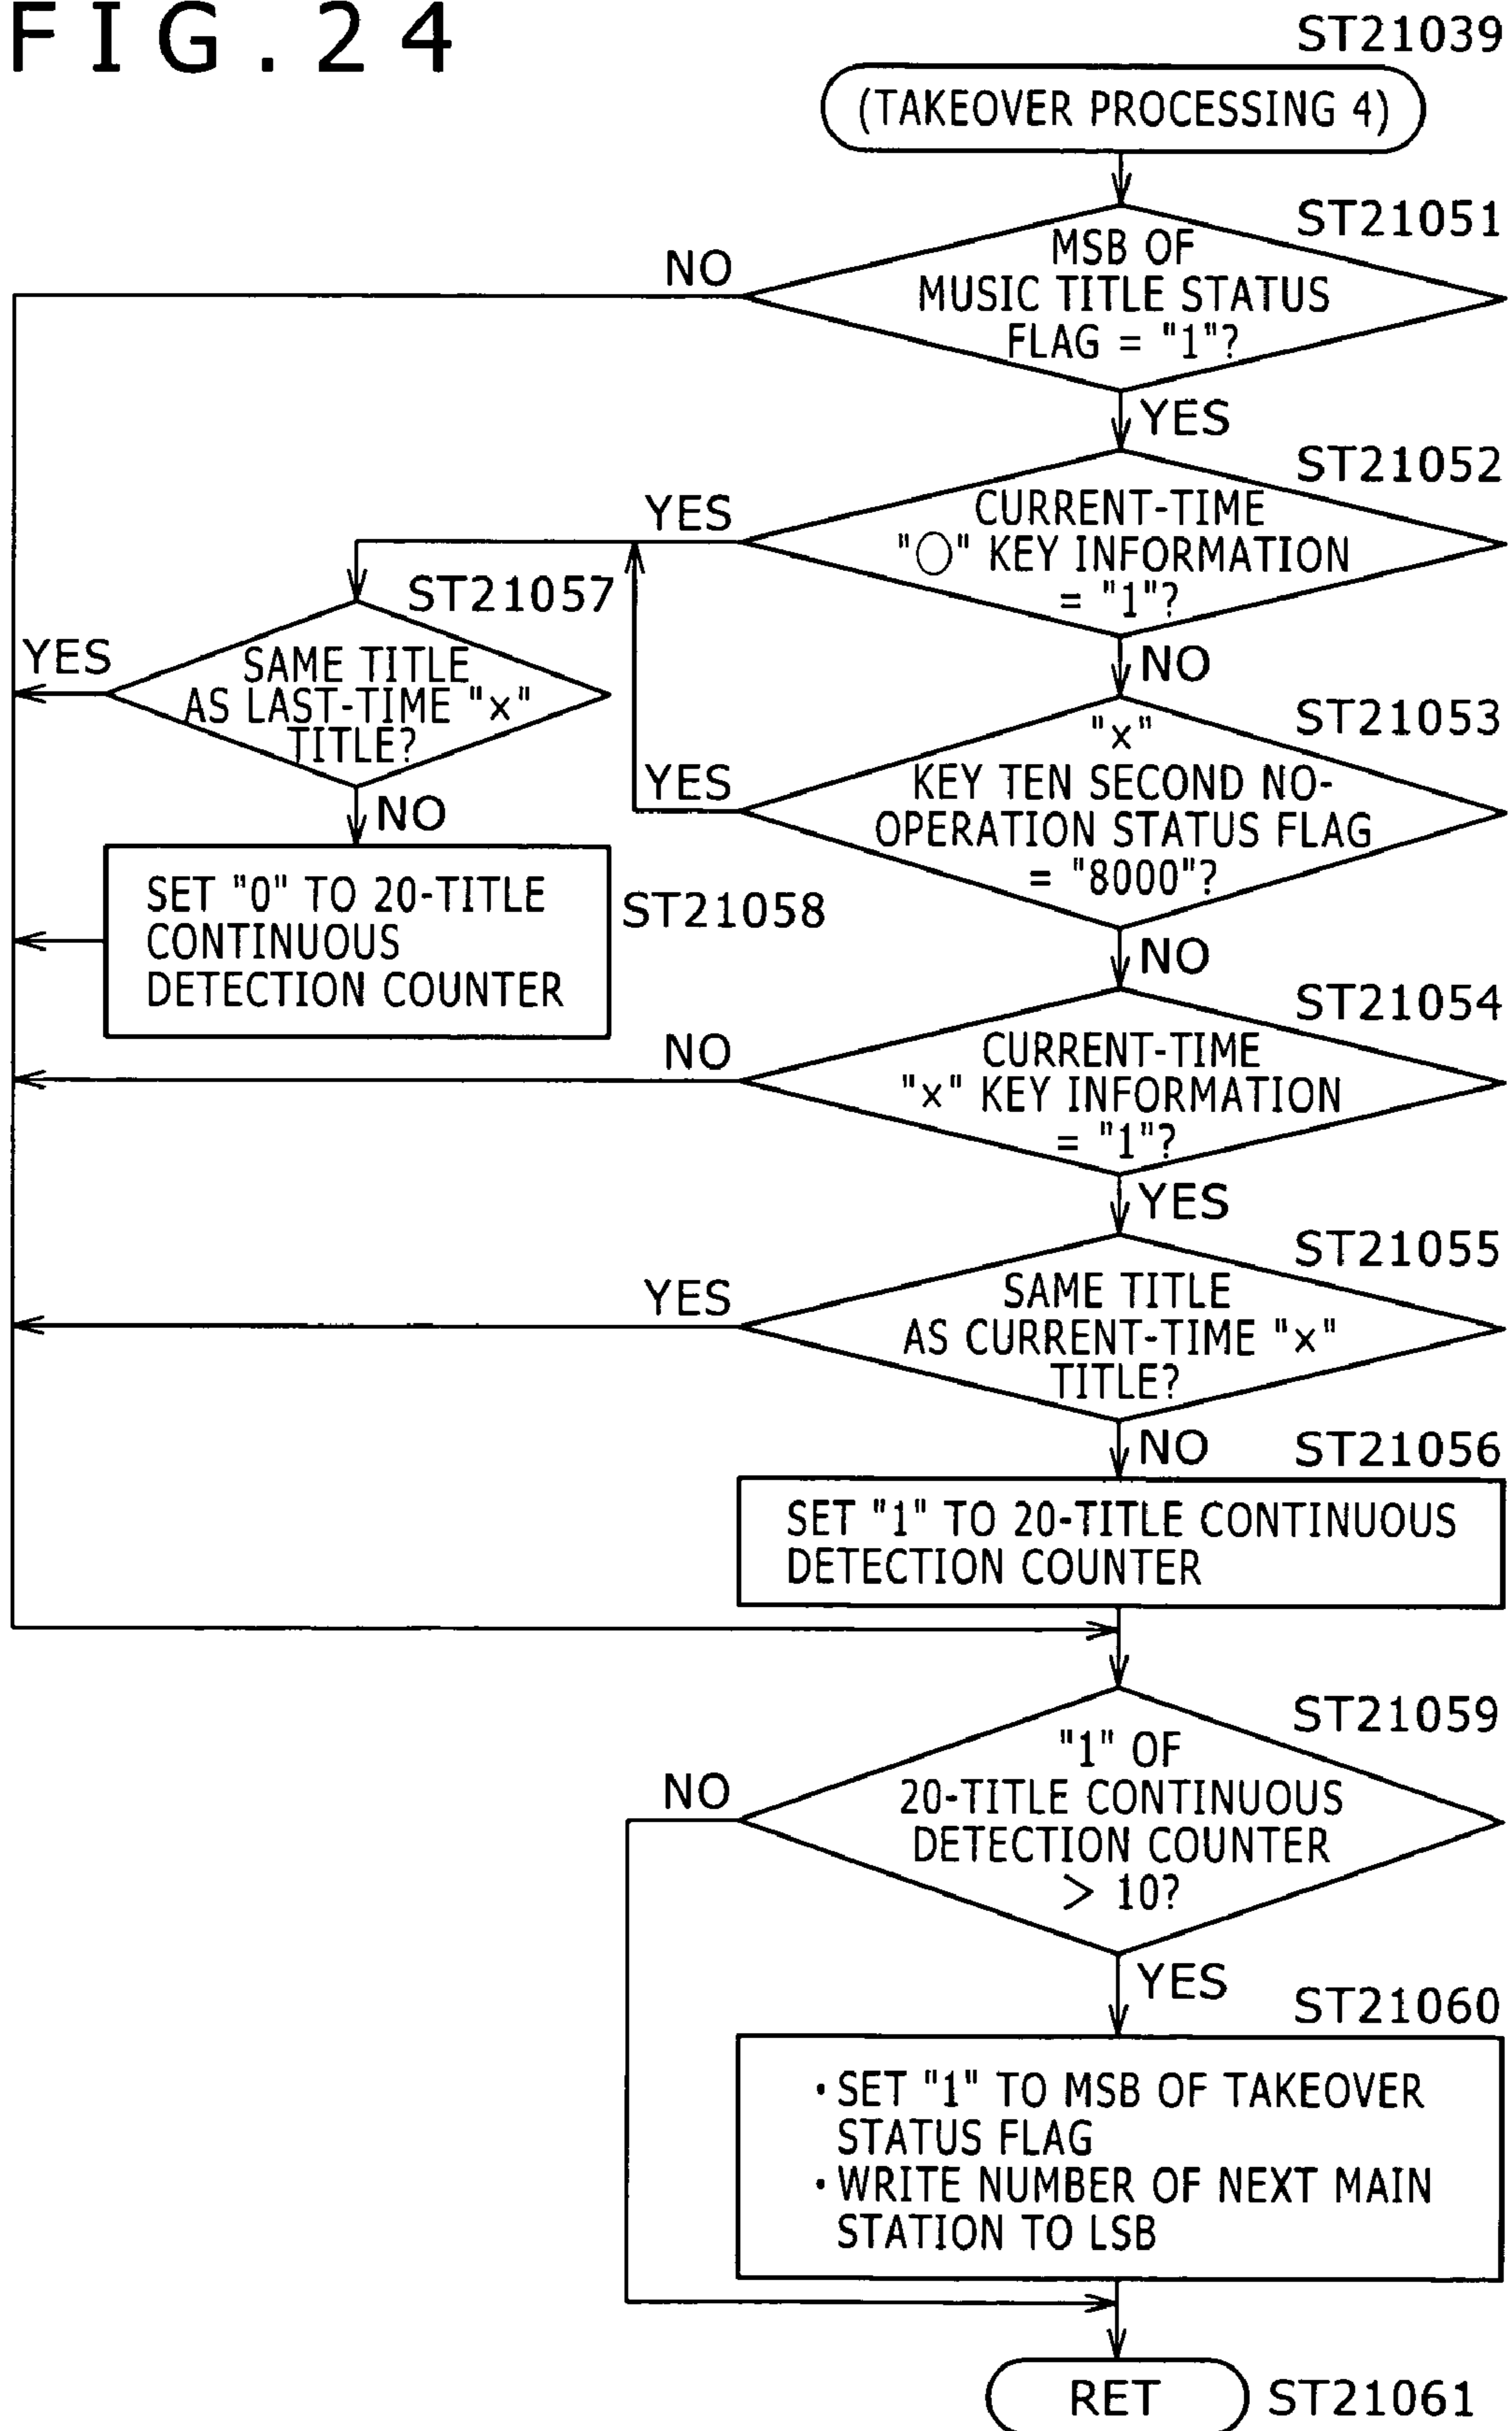 FIG.24
ST21039
(TAKEOVER PROCESSING 4)
ST21051
MSB OF
MUSIC TITLE STATUS
FLAG = "1"?
NO
YES
ST21052
CURRENT-TIME
"○" KEY INFORMATION
= "1"?
YES
NO
ST21057
SAME TITLE
AS LAST-TIME "×"
TITLE?
YES
NO
ST21053
"×"
KEY TEN SECOND NO-
OPERATION STATUS FLAG
= "8000"?
YES
NO
SET "0" TO 20-TITLE
CONTINUOUS
DETECTION COUNTER
ST21058
ST21054
CURRENT-TIME
"×" KEY INFORMATION
= "1"?
NO
YES
ST21055
SAME TITLE
AS CURRENT-TIME "×"
TITLE?
YES
NO
ST21056
SET "1" TO 20-TITLE CONTINUOUS
DETECTION COUNTER
ST21059
"1" OF
20-TITLE CONTINUOUS
DETECTION COUNTER
> 10?
NO
YES
ST21060
・SET "1" TO MSB OF TAKEOVER
STATUS FLAG
・WRITE NUMBER OF NEXT MAIN
STATION TO LSB
RET
ST21061